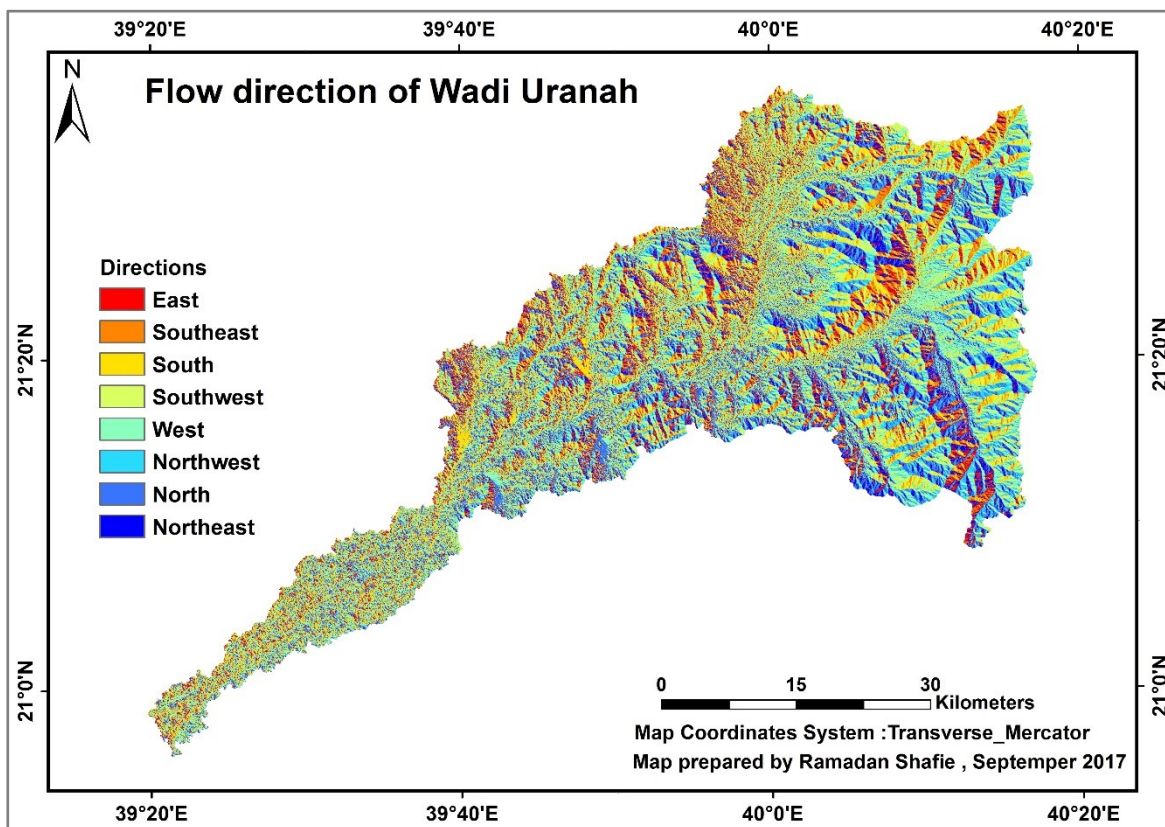 39°20'E 39°40'E 40°0'E 40°20'E
N
Flow direction of Wadi Uranah
Directions
East
Southeast
South
Southwest
West
Northwest
North
Northeast
21°20'N
21°20'N
21°0'N
21°0'N
0 15 30
Kilometers
Map Coordinates System :Transverse_Mercator
Map prepared by Ramadan Shafie , Septemper 2017
39°20'E 39°40'E 40°0'E 40°20'E